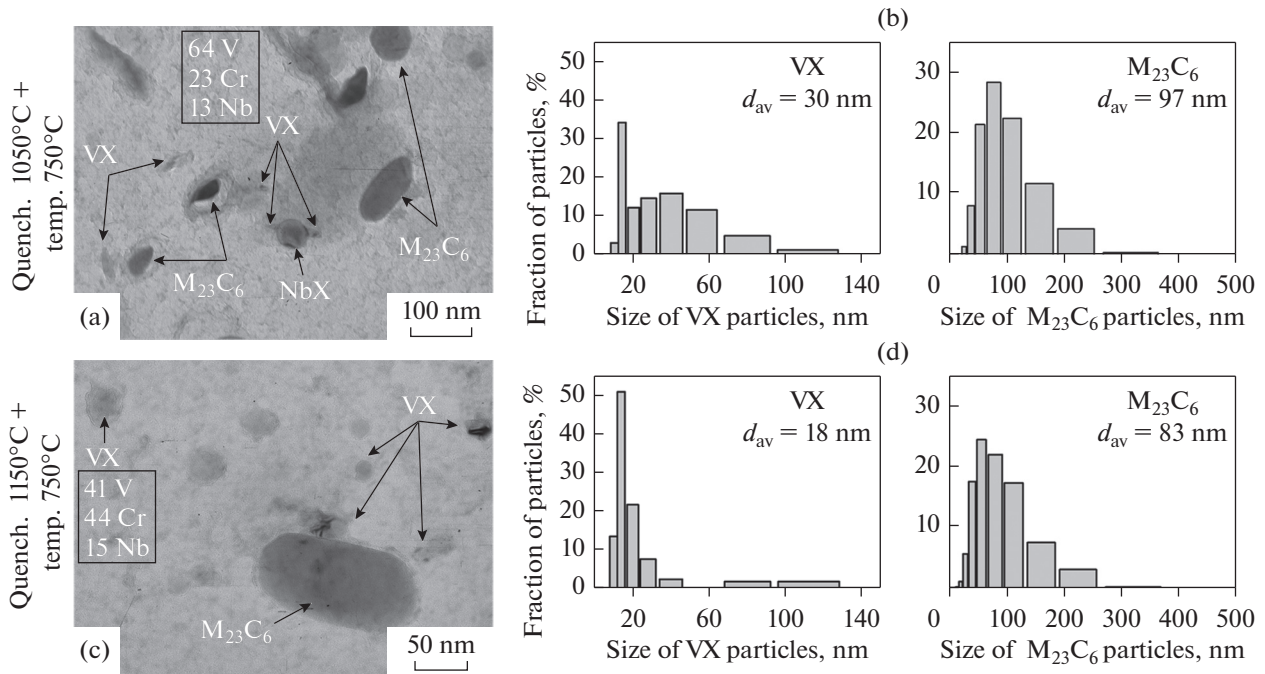 Quench. 1050°C +
temp. 750°C
64 V
23 Cr
13 Nb
VX
VX
M₂₃C₆
M₂₃C₆
NbX
(a)
100 nm
(b)
Fraction of particles, %
50
40
30
20
10
0
VX
d_av = 30 nm
20
60
100
140
Size of VX particles, nm
30
20
10
M₂₃C₆
d_av = 97 nm
0
100
200
300
400
500
Size of M₂₃C₆ particles, nm
Quench. 1150°C +
temp. 750°C
VX
VX
41 V
44 Cr
15 Nb
M₂₃C₆
(c)
50 nm
(d)
Fraction of particles, %
50
40
30
20
10
0
VX
d_av = 18 nm
20
60
100
140
Size of VX particles, nm
30
20
10
M₂₃C₆
d_av = 83 nm
0
100
200
300
400
500
Size of M₂₃C₆ particles, nm